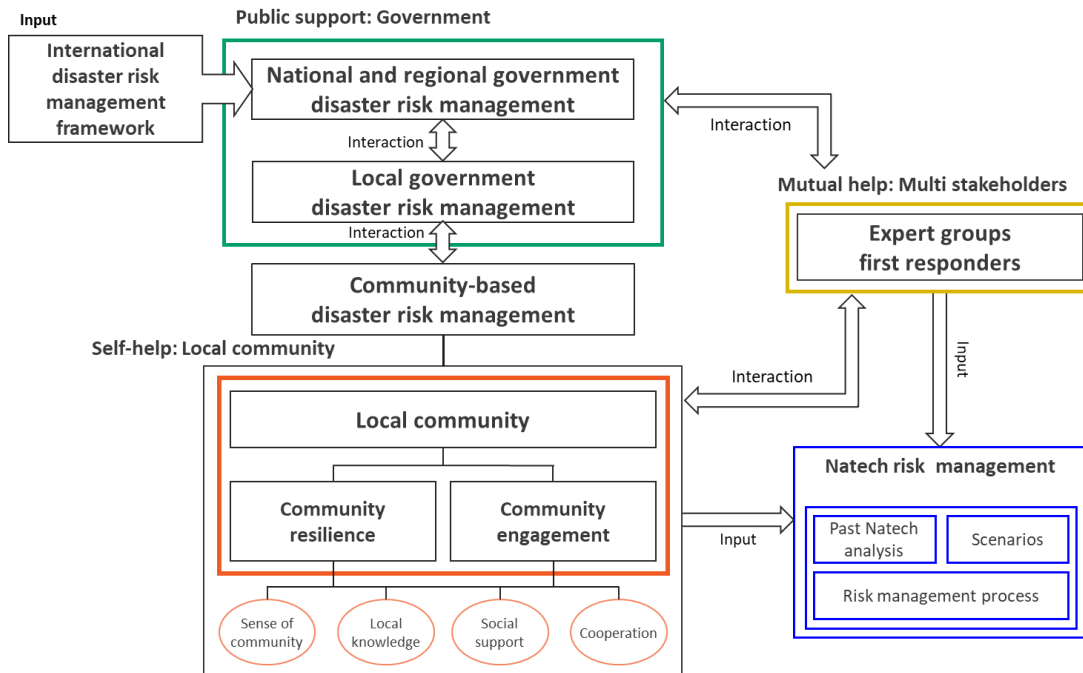 Input
International
disaster risk
management
framework
Public support: Government
National and regional government
disaster risk management
Interaction
Local government
disaster risk management
Interaction
Community-based
disaster risk management
Interaction
Mutual help: Multi stakeholders
Expert groups
first responders
Self-help: Local community
Local community
Community
resilience
Community
engagement
Sense of
community
Local
knowledge
Social
support
Cooperation
Interaction
Input
Input
Natech risk management
Past Natech
analysis
Scenarios
Risk management process